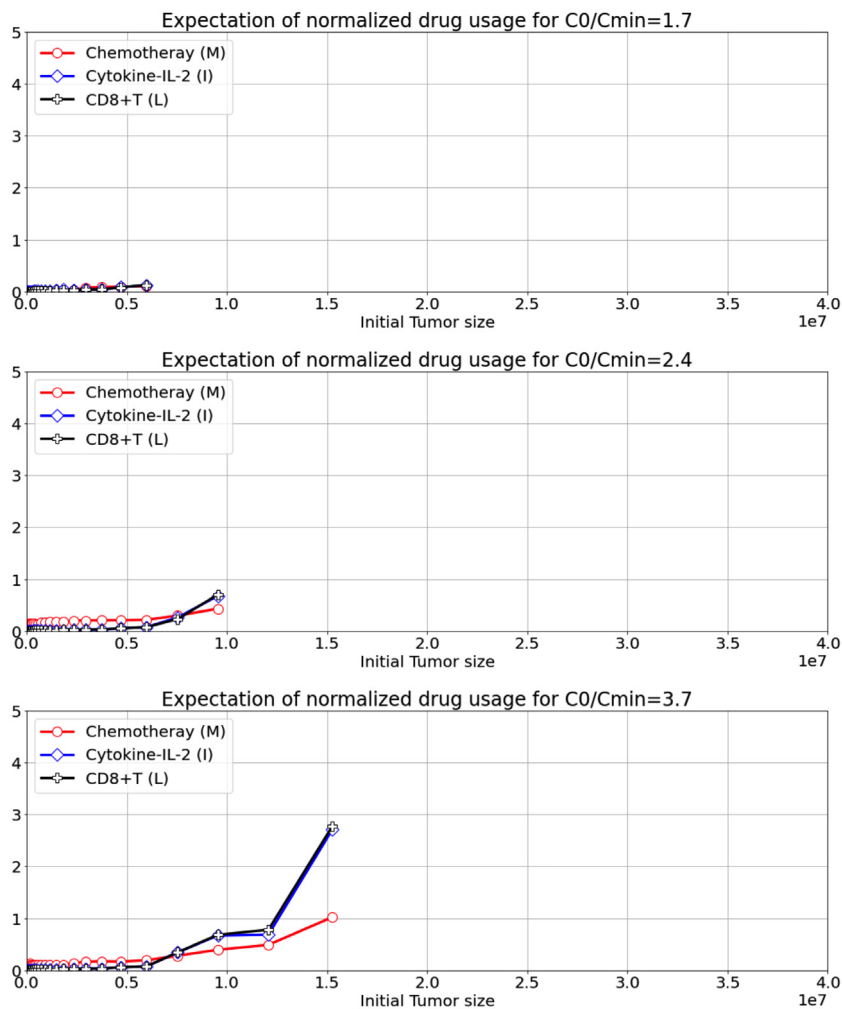 Expectation of normalized drug usage for C0/Cmin=1.7
5
Chemotheray (M)
Cytokine-IL-2 (I)
4
CD8+T (L)
3
2
1
0
0.0 0.5 1.0 1.5 2.0 2.5 3.0 3.5 4.0
Initial Tumor size 1e7
Expectation of normalized drug usage for C0/Cmin=2.4
5
Chemotheray (M)
Cytokine-IL-2 (I)
4
CD8+T (L)
3
2
1
0
0.0 0.5 1.0 1.5 2.0 2.5 3.0 3.5 4.0
Initial Tumor size 1e7
Expectation of normalized drug usage for C0/Cmin=3.7
5
Chemotheray (M)
Cytokine-IL-2 (I)
4
CD8+T (L)
3
2
1
0
0.0 0.5 1.0 1.5 2.0 2.5 3.0 3.5 4.0
Initial Tumor size 1e7